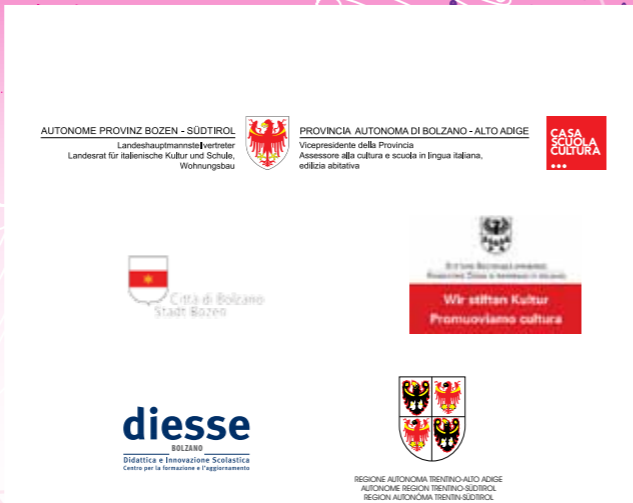 AUTONOME PROVINZ BOZEN - SÜDTIROL
Landeshauptmannstellvertreter
Landesrat für italienische Kultur und Schule,
Wohnungsbau
PROVINCIA AUTONOMA DI BOLZANO - ALTO ADIGE
Vicepresidente della Provincia
Assessore alla cultura e scuola in lingua italiana,
edilizia abitativa
CASA
SCUOLA
CULTURA
Città di Bolzano
Stadt Bozen
Wir stiften Kultur
Promuoviamo cultura
diesse
BOLZANO
Didattica e Innovazione Scolastica
Centro per la formazione e l'aggiornamento
REGIONE AUTONOMA TRENTINO-ALTO ADIGE
AUTONOME REGION TRENTINO-SÜDTIROL
REGION AUTONÓMA TRENTIN-SÜDTIROL